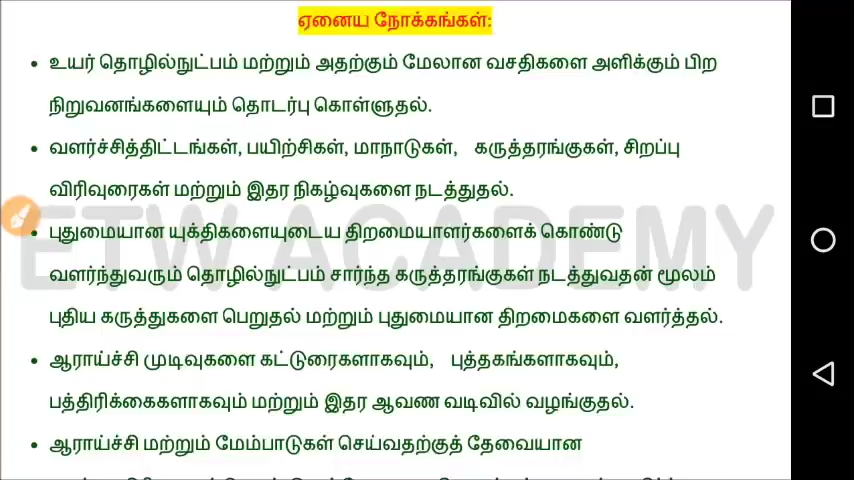 ஏனைய நோக்கங்கள்:
• உயர் தொழில்நுட்பம் மற்றும் அதற்கும் மேலான வசதிகளை அளிக்கும் பிற
நிறுவனங்களையும் தொடர்பு கொள்ளுதல்.
• வளர்ச்சித்திட்டங்கள், பயிற்சிகள், மாநாடுகள், கருத்தரங்குகள், சிறப்பு
விரிவுரைகள் மற்றும் இதர நிகழ்வுகளை நடத்துதல்.
ETW ACADEMY
• புதுமையான யுக்திகளையுடைய திறமையாளர்களைக் கொண்டு
வளர்ந்துவரும் தொழில்நுட்பம் சார்ந்த கருத்தரங்குகள் நடத்துவதன் மூலம்
புதிய கருத்துகளை பெறுதல் மற்றும் புதுமையான திறமைகளை வளர்த்தல்.
• ஆராய்ச்சி முடிவுகளை கட்டுரைகளாகவும், புத்தகங்களாகவும்,
பத்திரிக்கைகளாகவும் மற்றும் இதர ஆவண வடிவில் வழங்குதல்.
• ஆராய்ச்சி மற்றும் மேம்பாடுகள் செய்வதற்குத் தேவையான